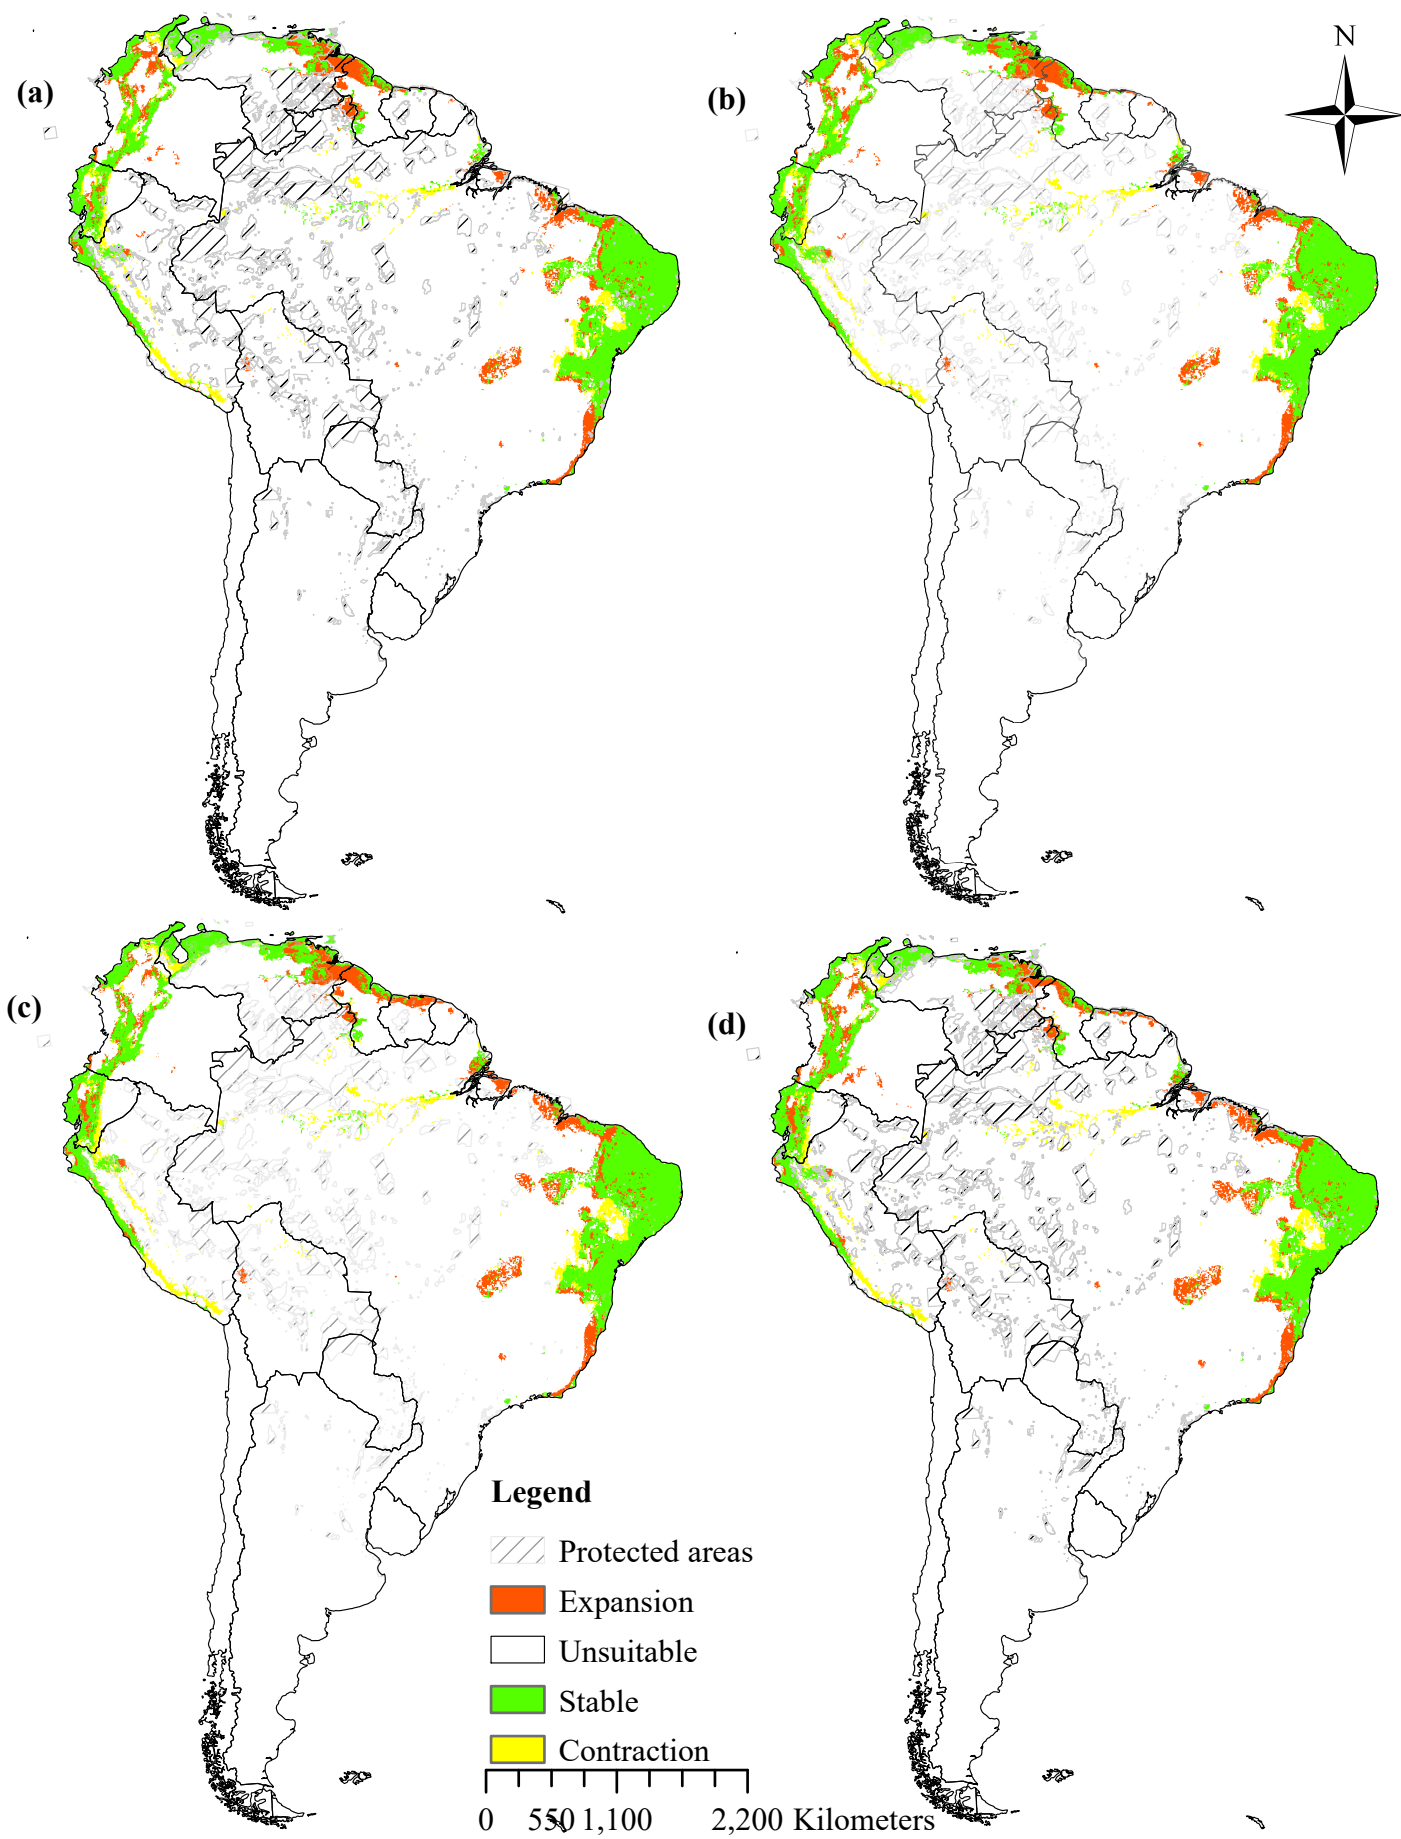 N
(a)
(b)
(c)
(d)
Legend
Protected areas
Expansion
Unsuitable
Stable
Contraction
0 550 1,100 2,200 Kilometers